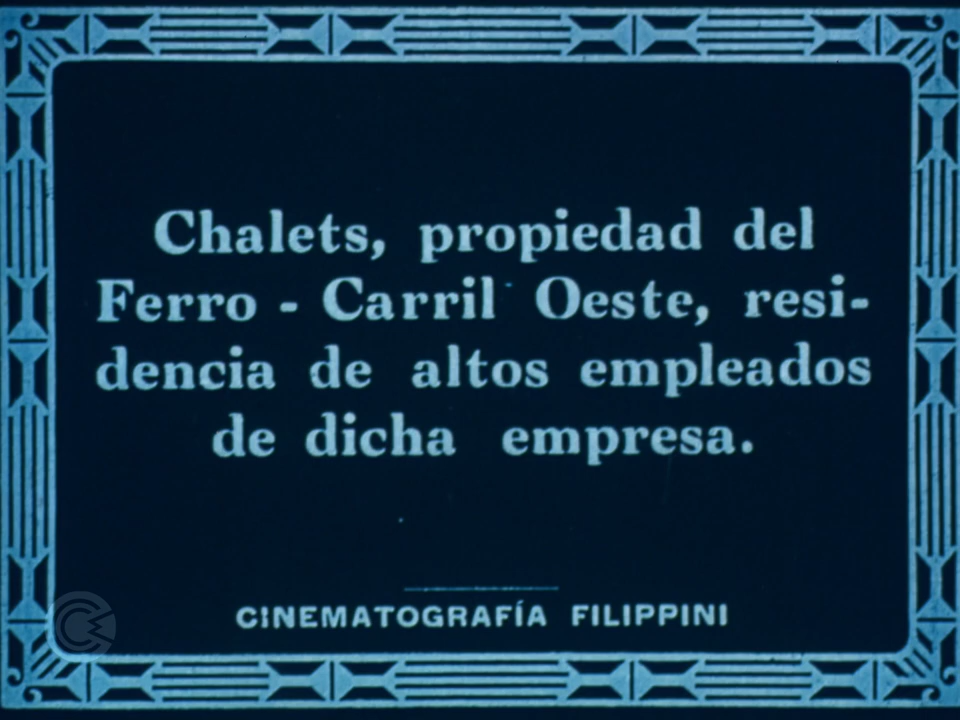 Chalets, propiedad del
Ferro - Carril Oeste, resi-
dencia de altos empleados
de dicha empresa.
CINEMATOGRAFÍA FILIPPINI